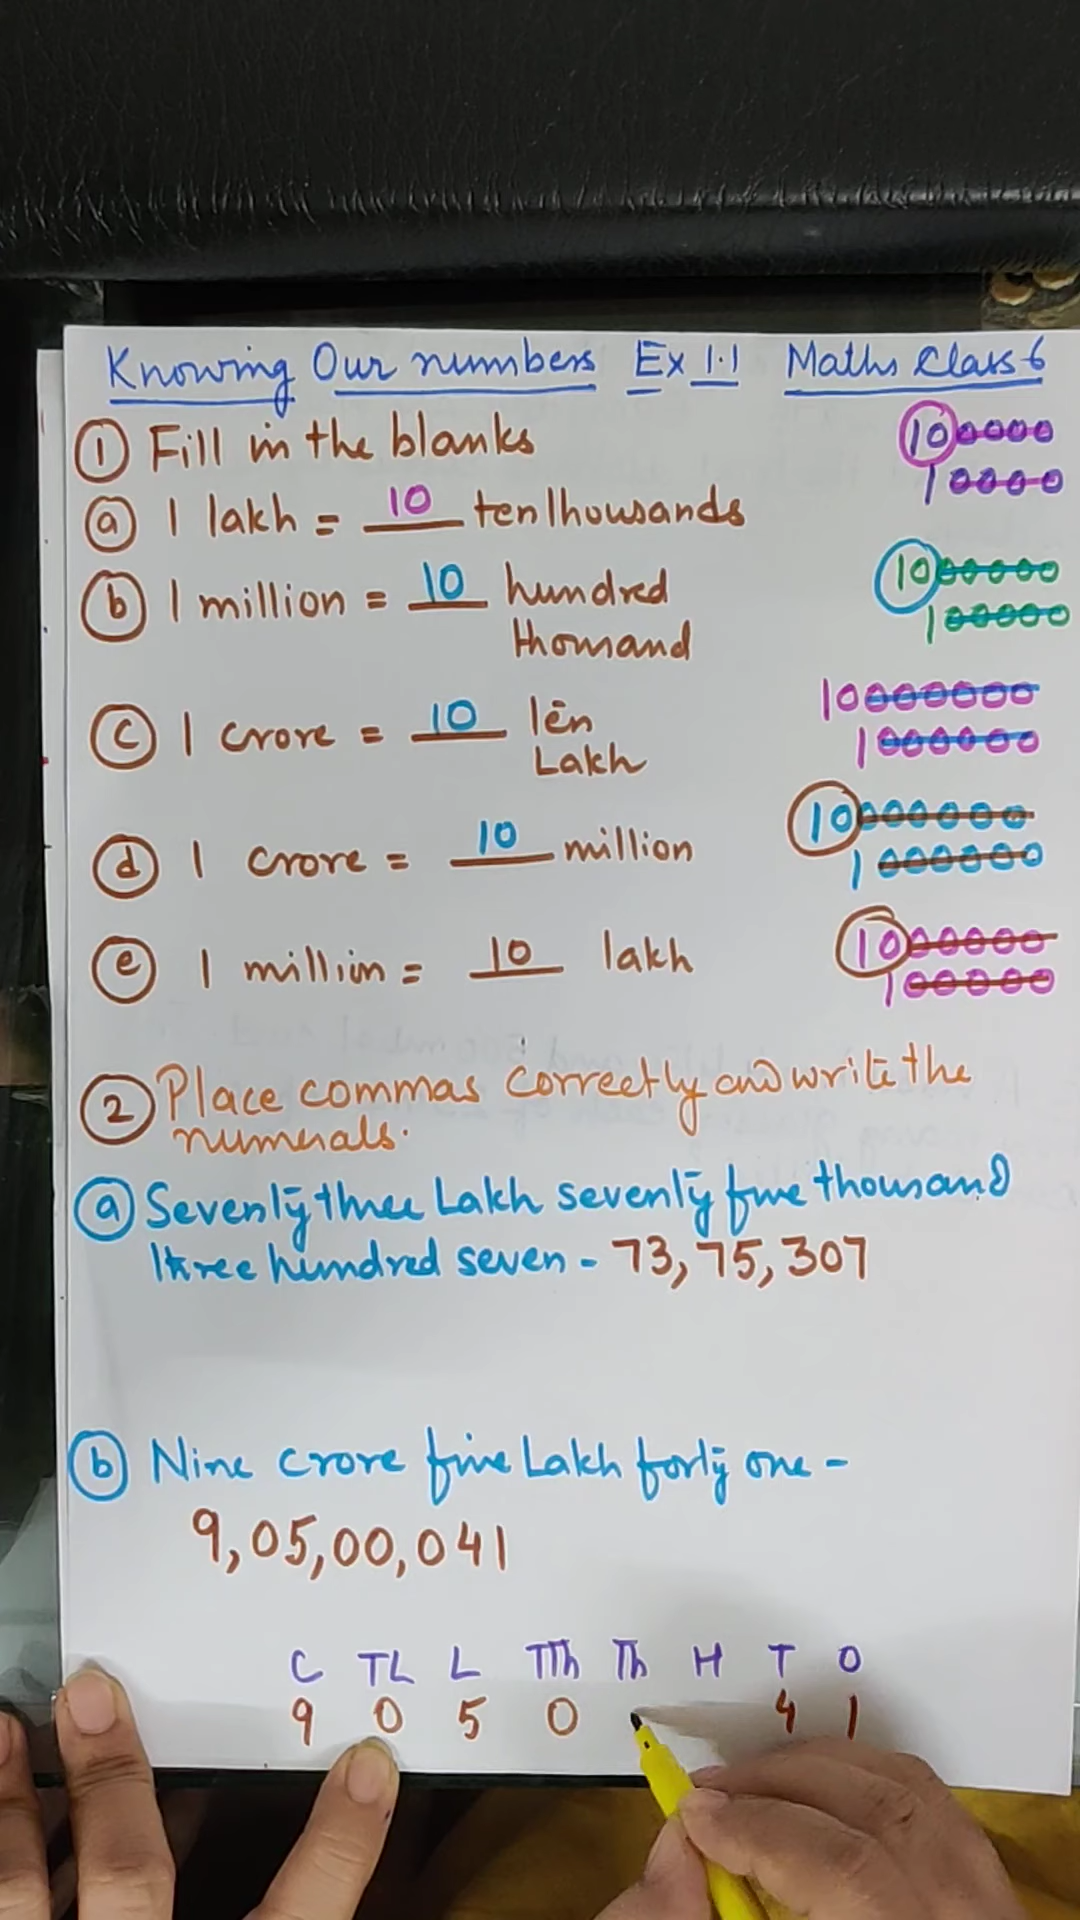 Knowing Our numbers Ex 1.1 Maths Class 6
1 Fill in the blanks
100000
10000
a 1 lakh = 10 ten thousands
b 1 million = 10 hundred thousand
1000000
100000
c 1 crore = 10 ten Lakh
10000000
1000000
d 1 crore = 10 million
10000000
1000000
e 1 million = 10 lakh
1000000
100000
2 Place commas correctly and write the
numerals.
a Seventy three Lakh seventy five thousand
three hundred seven - 73,75,307
b Nine crore five Lakh forty one -
9,05,00,041
C TL L TTh Th H T O
9 0 5 0 4 1